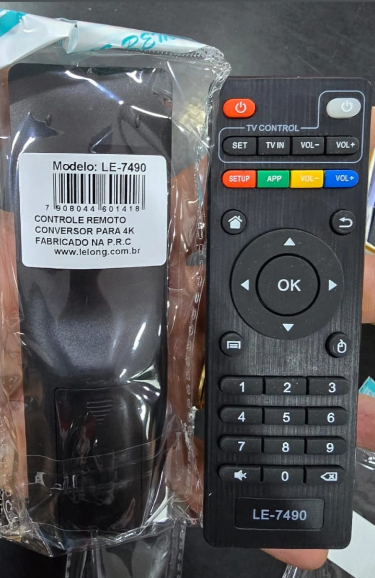 Modelo: LE-7490
7 908044 601418
CONTROLE REMOTO
CONVERSOR PARA 4K
FABRICADO NA P.R.C
www.lelong.com.br
TV CONTROL
SET TV IN VOL- VOL+
SETUP APP VOL- VOL+
OK
1 2 3
4 5 6
7 8 9
0
LE-7490